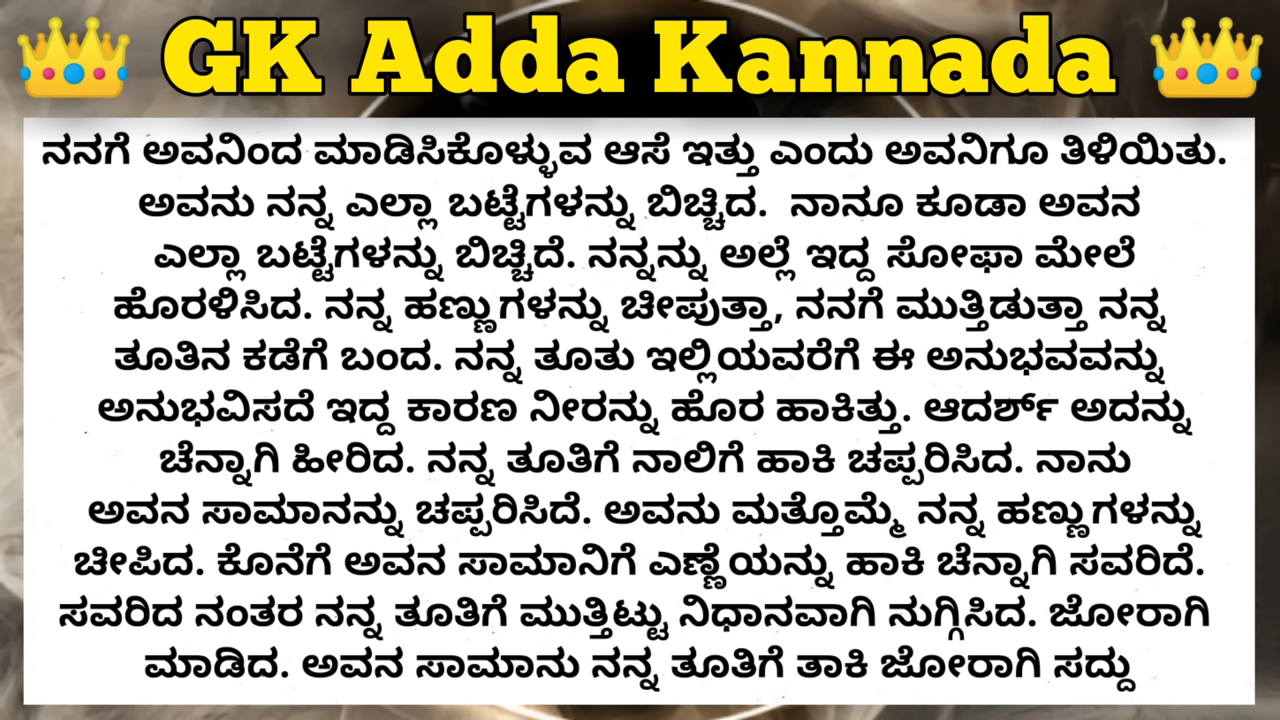 GK Adda Kannada
ನನಗೆ ಅವನಿಂದ ಮಾಡಿಸಿಕೊಳ್ಳುವ ಆಸೆ ಇತ್ತು ಎಂದು ಅವನಿಗೂ ತಿಳಿಯಿತು.
ಅವನು ನನ್ನ ಎಲ್ಲಾ ಬಟ್ಟೆಗಳನ್ನು ಬಿಚ್ಚಿದ. ನಾನೂ ಕೂಡಾ ಅವನ
ಎಲ್ಲಾ ಬಟ್ಟೆಗಳನ್ನು ಬಿಚ್ಚಿದೆ. ನನ್ನನ್ನು ಅಲ್ಲೆ ಇದ್ದ ಸೋಫಾ ಮೇಲೆ
ಹೊರಳಿಸಿದ. ನನ್ನ ಹಣ್ಣುಗಳನ್ನು ಚೀಪುತ್ತಾ, ನನಗೆ ಮುತ್ತಿಡುತ್ತಾ ನನ್ನ
ತೂತಿನ ಕಡೆಗೆ ಬಂದ. ನನ್ನ ತೂತು ಇಲ್ಲಿಯವರೆಗೆ ಈ ಅನುಭವವನ್ನು
ಅನುಭವಿಸದೆ ಇದ್ದ ಕಾರಣ ನೀರನ್ನು ಹೊರ ಹಾಕಿತ್ತು. ಆದರ್ಶ್ ಅದನ್ನು
ಚೆನ್ನಾಗಿ ಹೀರಿದ. ನನ್ನ ತೂತಿಗೆ ನಾಲಿಗೆ ಹಾಕಿ ಚಪ್ಪರಿಸಿದ. ನಾನು
ಅವನ ಸಾಮಾನನ್ನು ಚಪ್ಪರಿಸಿದೆ. ಅವನು ಮತ್ತೊಮ್ಮೆ ನನ್ನ ಹಣ್ಣುಗಳನ್ನು
ಚೀಪಿದ. ಕೊನೆಗೆ ಅವನ ಸಾಮಾನಿಗೆ ಎಣ್ಣೆಯನ್ನು ಹಾಕಿ ಚೆನ್ನಾಗಿ ಸವರಿದೆ.
ಸವರಿದ ನಂತರ ನನ್ನ ತೂತಿಗೆ ಮುತ್ತಿಟ್ಟು ನಿಧಾನವಾಗಿ ನುಗ್ಗಿಸಿದ. ಜೋರಾಗಿ
ಮಾಡಿದ. ಅವನ ಸಾಮಾನು ನನ್ನ ತೂತಿಗೆ ತಾಕಿ ಜೋರಾಗಿ ಸದ್ದು